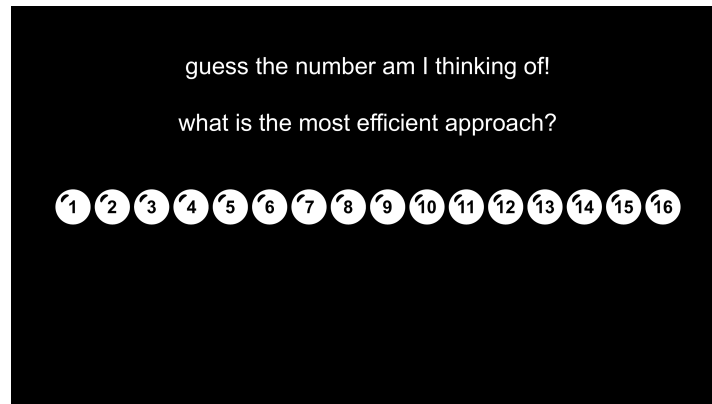 guess the number am I thinking of!
what is the most efficient approach?
1 2 3 4 5 6 7 8 9 10 11 12 13 14 15 16